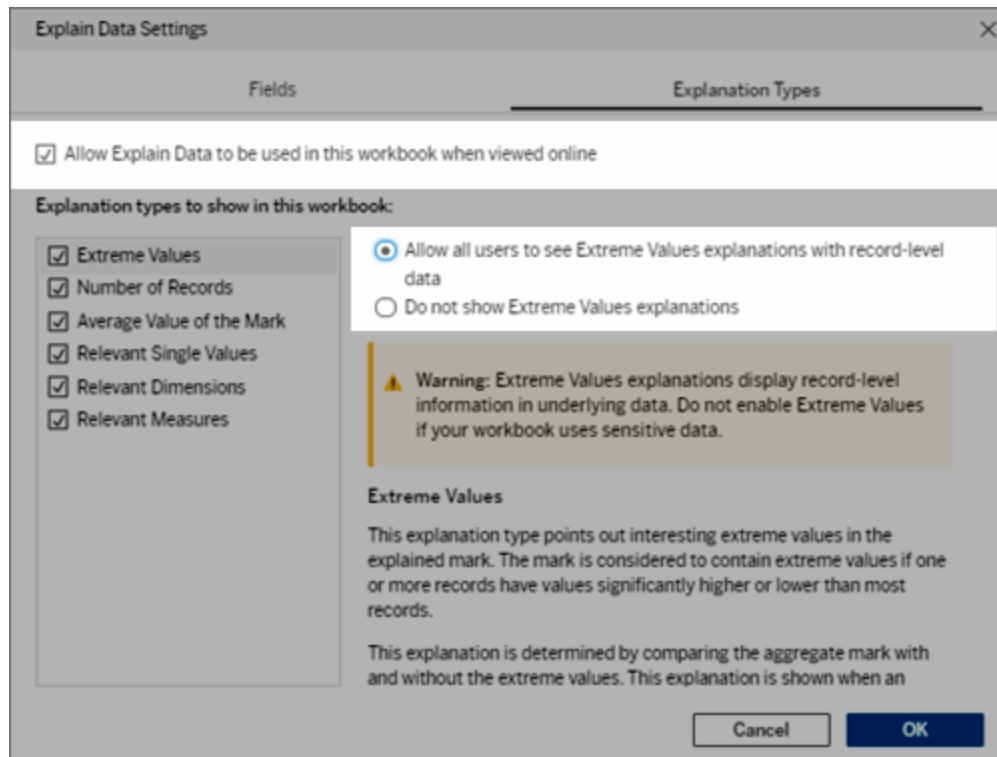 Explain Data Settings
Fields
Explanation Types
Allow Explain Data to be used in this workbook when viewed online
Explanation types to show in this workbook:
Extreme Values
Number of Records
Average Value of the Mark
Relevant Single Values
Relevant Dimensions
Relevant Measures
Allow all users to see Extreme Values explanations with record-level
data
Do not show Extreme Values explanations
Warning: Extreme Values explanations display record-level
information in underlying data. Do not enable Extreme Values
if your workbook uses sensitive data.
Extreme Values
This explanation type points out interesting extreme values in the
explained mark. The mark is considered to contain extreme values if one
or more records have values significantly higher or lower than most
records.
This explanation is determined by comparing the aggregate mark with
and without the extreme values. This explanation is shown when an
Cancel
OK